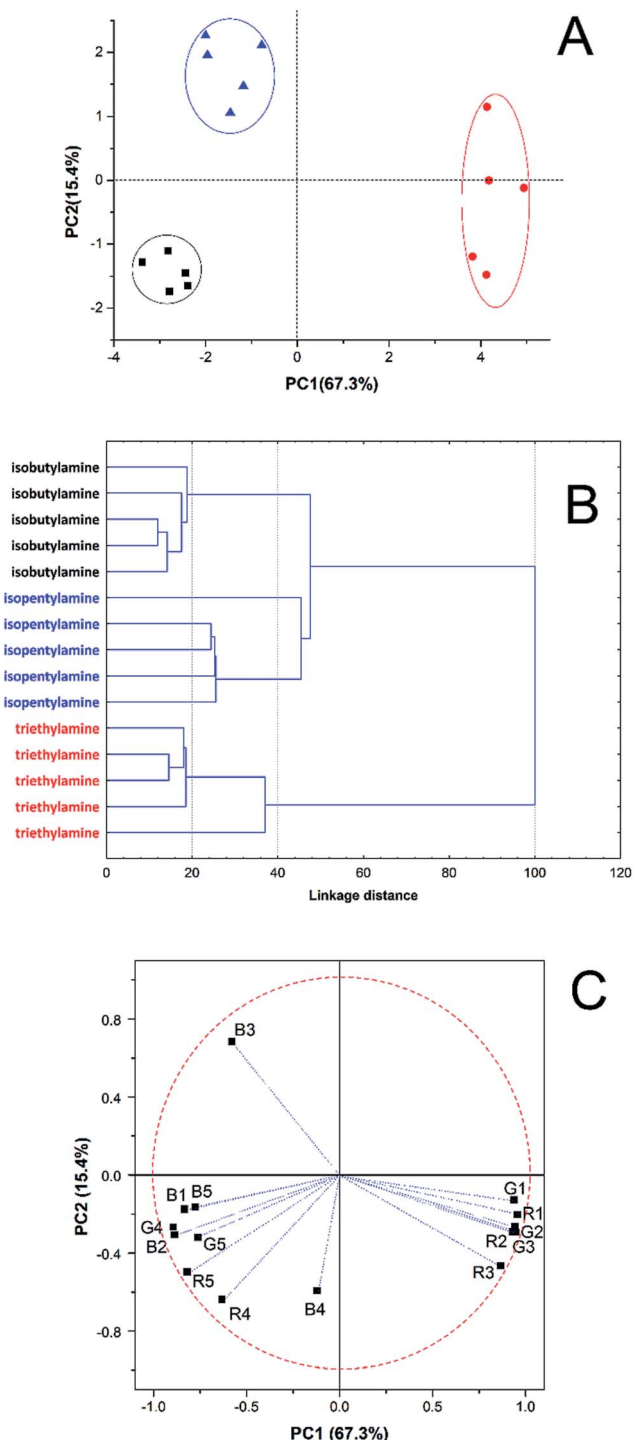 A
2
1
0
-1
-2
PC2(15.4%)
-4
-2
0
2
4
PC1(67.3%)
B
isobutylamine
isobutylamine
isobutylamine
isobutylamine
isobutylamine
isopentylamine
isopentylamine
isopentylamine
isopentylamine
isopentylamine
triethylamine
triethylamine
triethylamine
triethylamine
triethylamine
0 20 40 60 80 100 120
Linkage distance
C
0.8
0.4
0.0
-0.4
-0.8
PC2 (15.4%)
B3
B1 B5
G4
B2 G5
R5
R4
B4
G1
R1
R2 G2
G3
R3
-1.0 -0.5 0.0 0.5 1.0
PC1 (67.3%)